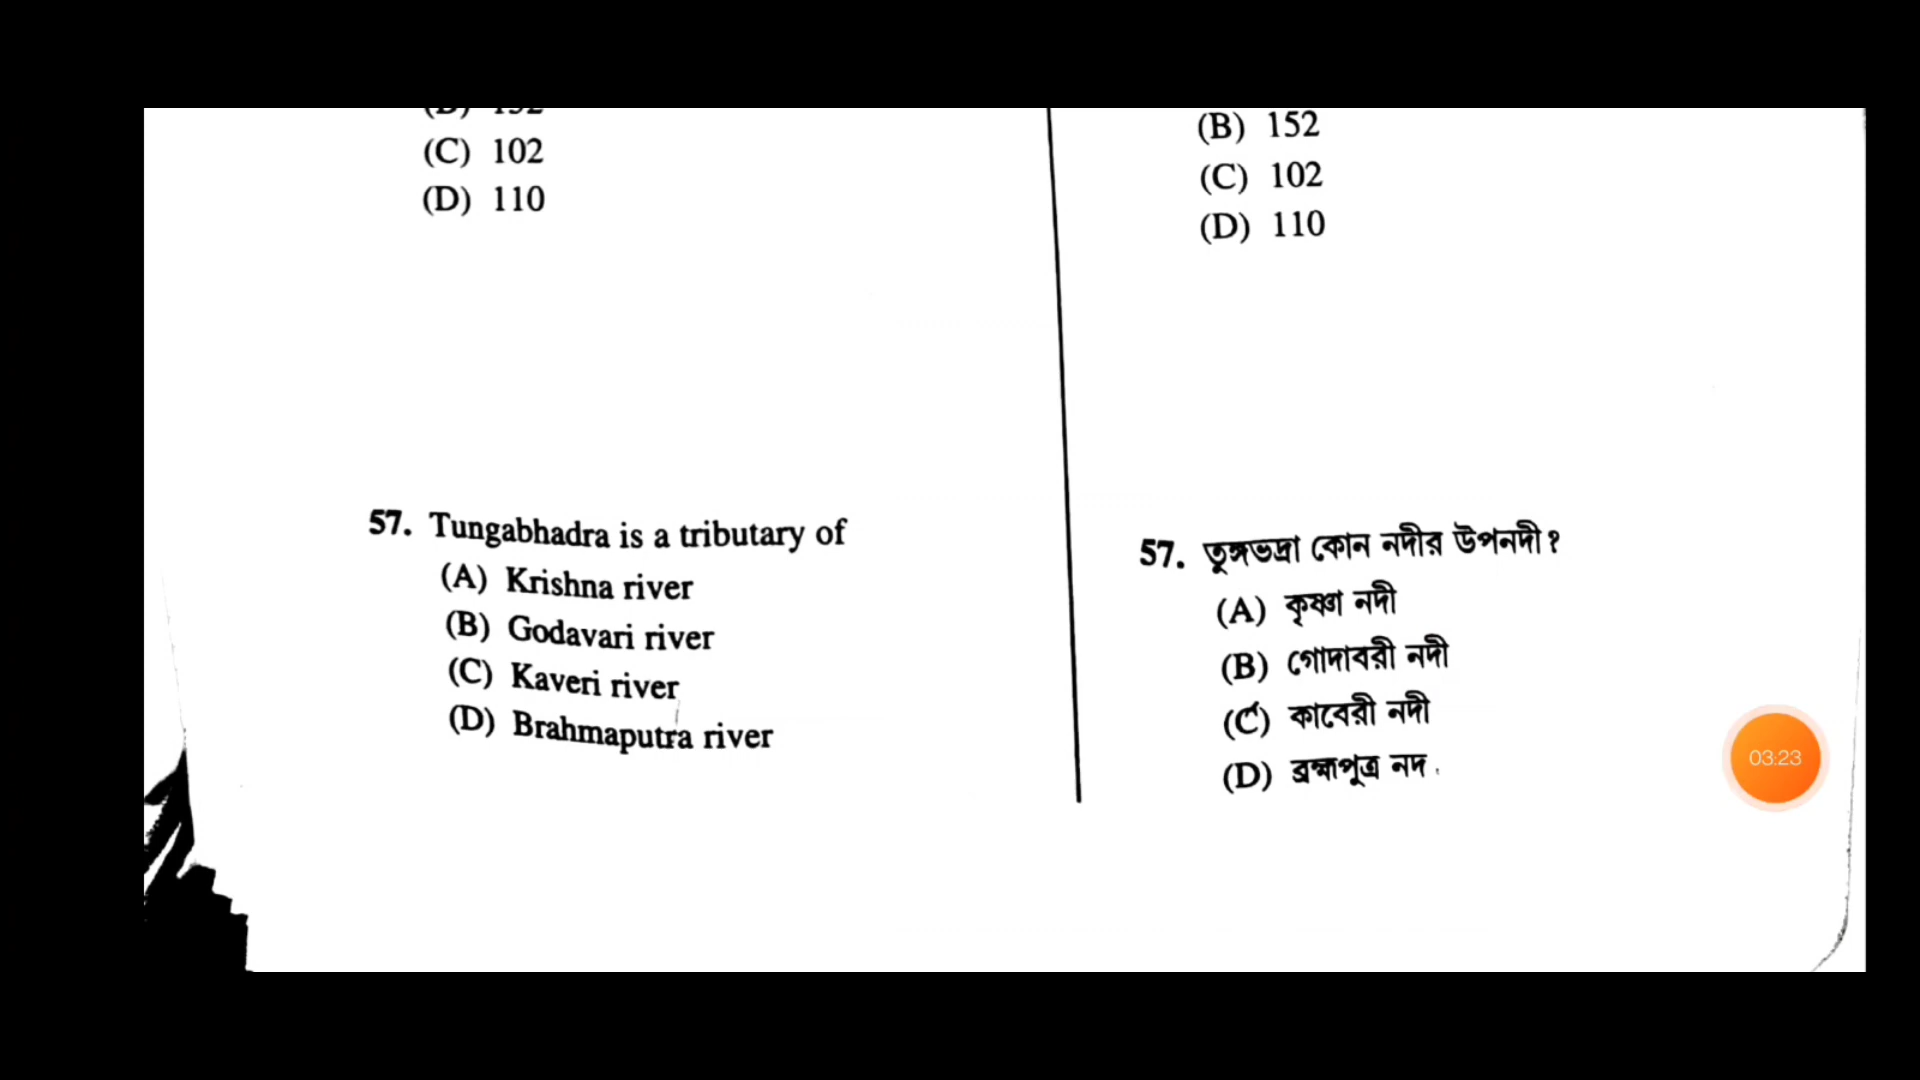 (C) 102
(D) 110
57. Tungabhadra is a tributary of
(A) Krishna river
(B) Godavari river
(C) Kaveri river
(D) Brahmaputra river
(B) 152
(C) 102
(D) 110
57. তুঙ্গভদ্রা কোন নদীর উপনদী?
(A) কৃষ্ণা নদী
(B) গোদাবরী নদী
(C) কাবেরী নদী
(D) ব্রহ্মপুত্র নদ
03:23